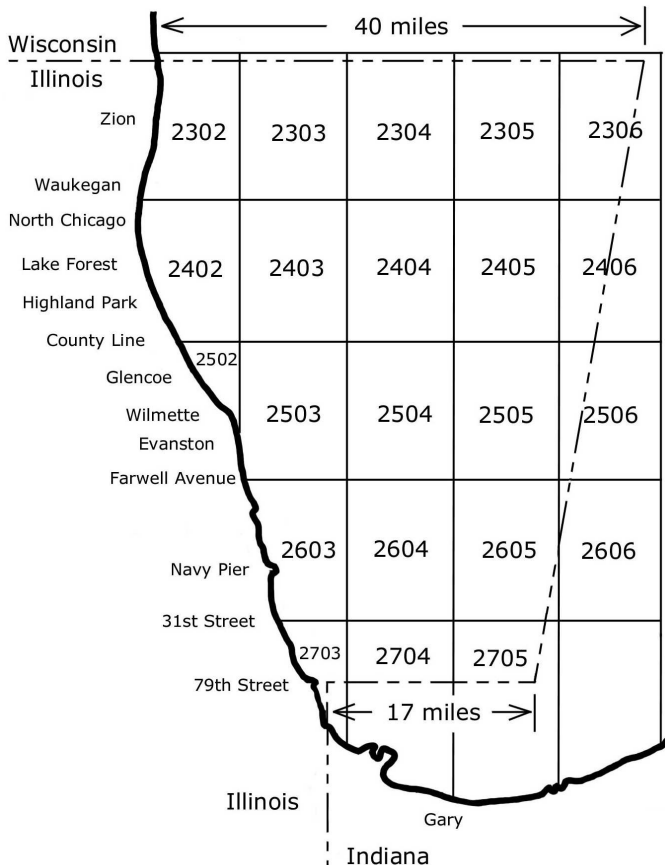 40 miles
Wisconsin
Illinois
Zion
2302 2303 2304 2305 2306
Waukegan
North Chicago
Lake Forest
2402 2403 2404 2405 2406
Highland Park
County Line
2502
Glencoe
Wilmette
2503 2504 2505 2506
Evanston
Farwell Avenue
2603 2604 2605 2606
Navy Pier
31st Street
2703 2704 2705
79th Street
17 miles
Illinois
Gary
Indiana